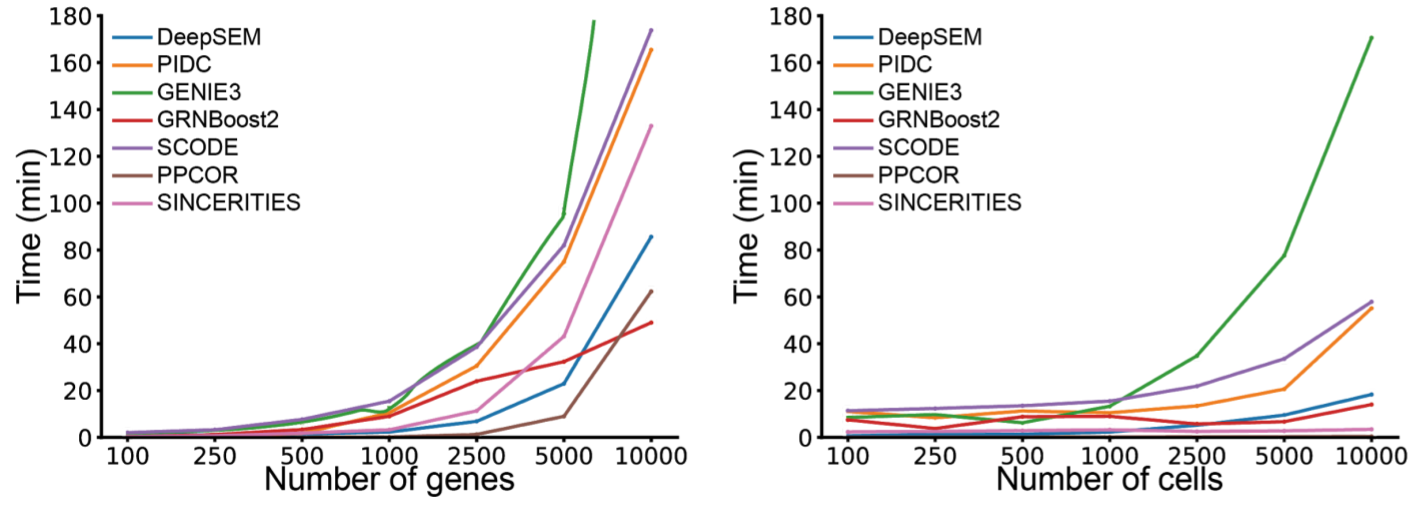 180
160
140
120
100
80
60
40
20
0
Time (min)
DeepSEM
PIDC
GENIE3
GRNBoost2
SCODE
PPCOR
SINCERITIES
100 250 500 1000 2500 5000 10000
Number of genes
180
160
140
120
100
80
60
40
20
0
Time (min)
DeepSEM
PIDC
GENIE3
GRNBoost2
SCODE
PPCOR
SINCERITIES
100 250 500 1000 2500 5000 10000
Number of cells